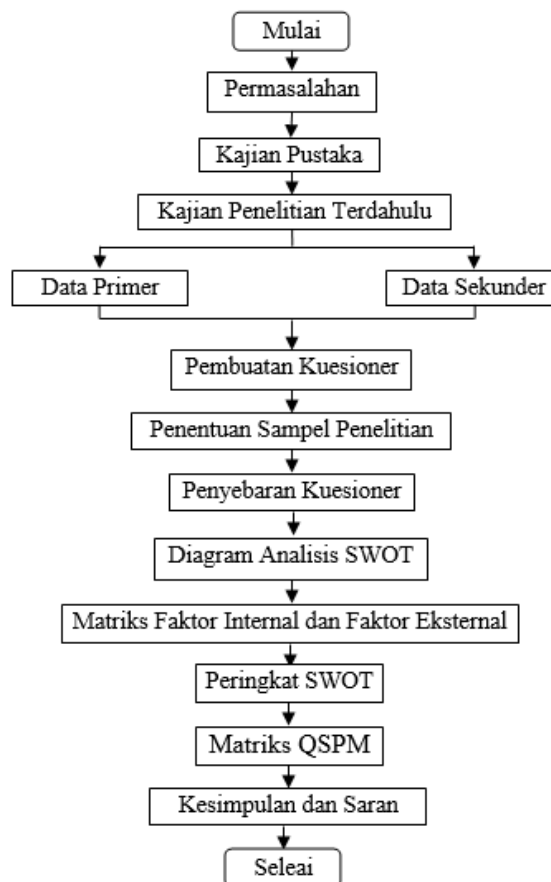 Mulai
Permasalahan
Kajian Pustaka
Kajian Penelitian Terdahulu
Data Primer
Data Sekunder
Pembuatan Kuesioner
Penentuan Sampel Penelitian
Penyebaran Kuesioner
Diagram Analisis SWOT
Matriks Faktor Internal dan Faktor Eksternal
Peringkat SWOT
Matriks QSPM
Kesimpulan dan Saran
Seleai